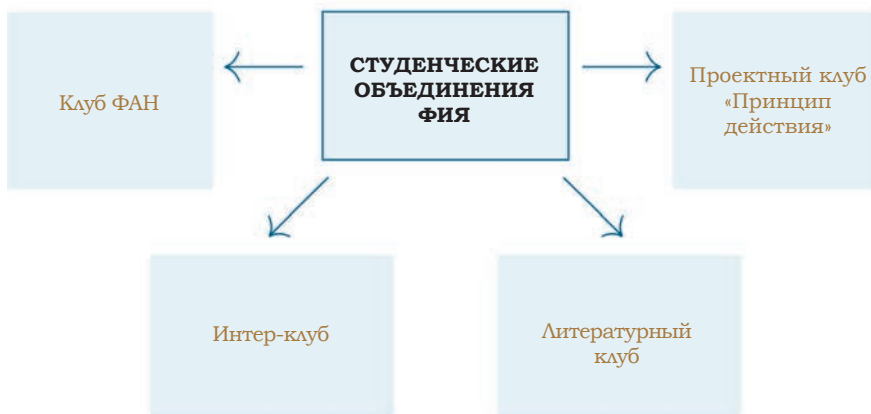 СТУДЕНЧЕСКИЕ
ОБЪЕДИНЕНИЯ
ФИЯ
Клуб ФАН
Проектный клуб
«Принцип
действия»
Интер-клуб
Литературный
клуб